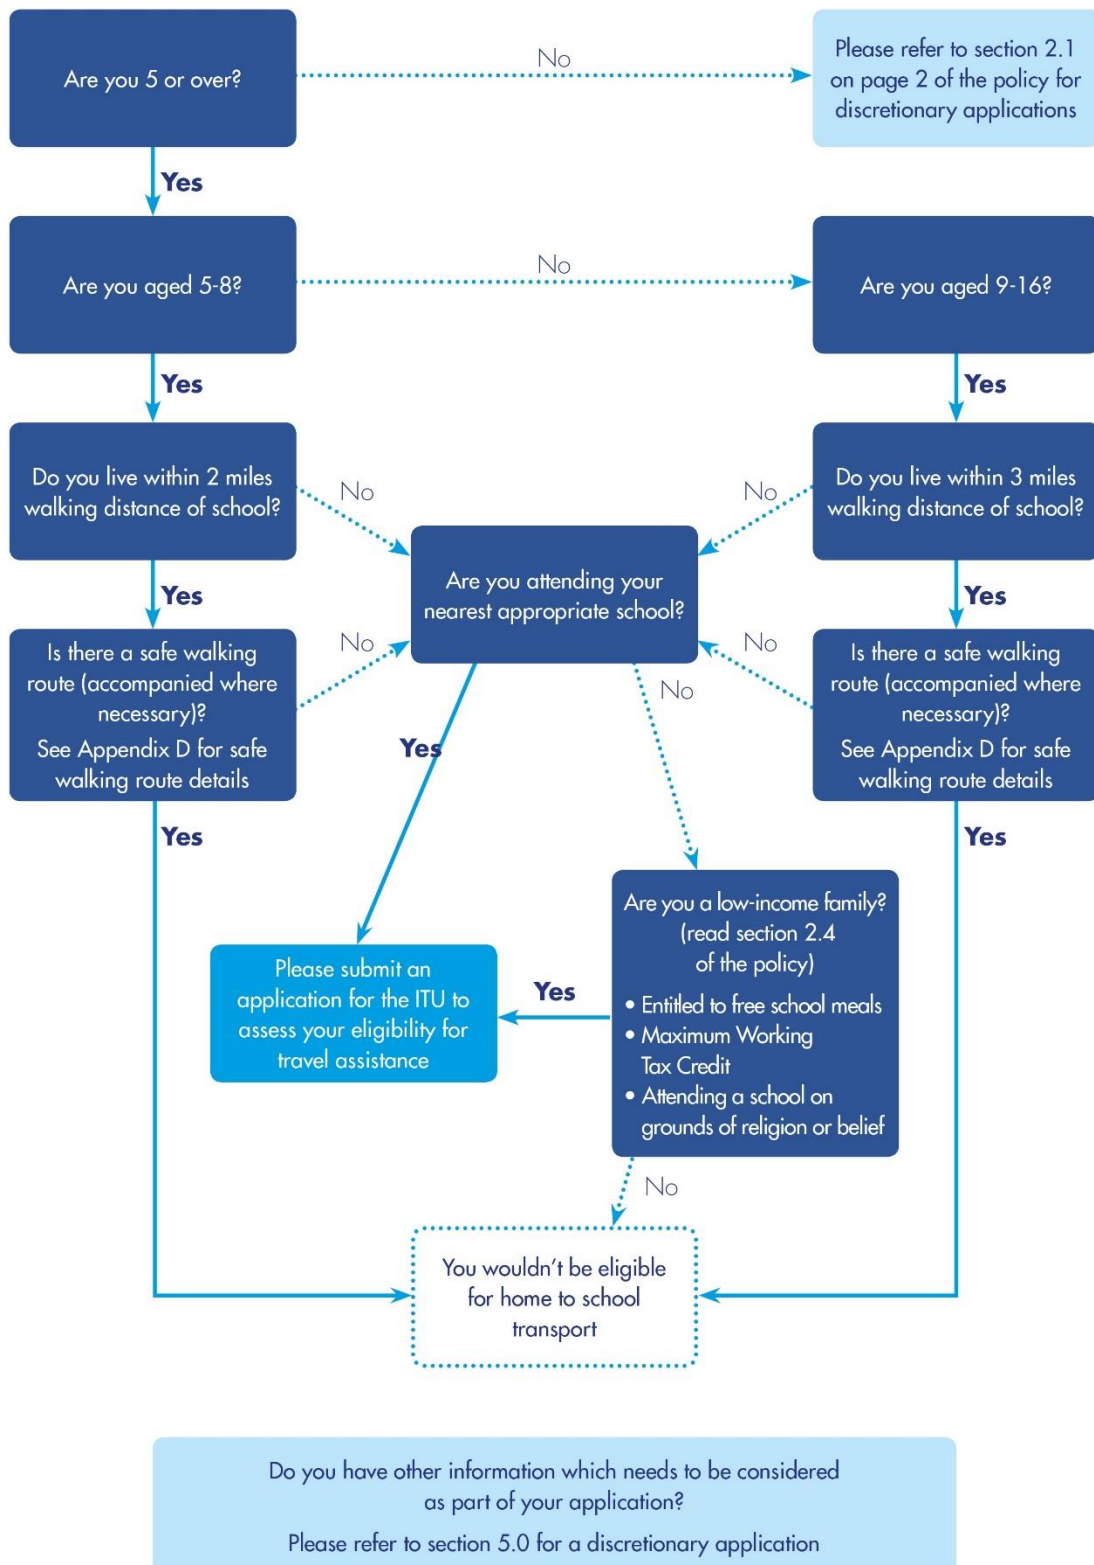 Are you 5 or over?
No
Please refer to section 2.1
on page 2 of the policy for
discretionary applications
Yes
Are you aged 5-8?
No
Are you aged 9-16?
Yes
Yes
Do you live within 2 miles
walking distance of school?
No
No
Do you live within 3 miles
walking distance of school?
Are you attending your
nearest appropriate school?
Yes
Yes
Is there a safe walking
route (accompanied where
necessary)?
See Appendix D for safe
walking route details
No
No
Is there a safe walking
route (accompanied where
necessary)?
See Appendix D for safe
walking route details
No
Yes
Yes
Yes
Are you a low-income family?
(read section 2.4
of the policy)
• Entitled to free school meals
• Maximum Working
Tax Credit
• Attending a school on
grounds of religion or belief
Yes
Please submit an
application for the ITU to
assess your eligibility for
travel assistance
No
You wouldn't be eligible
for home to school
transport
Do you have other information which needs to be considered
as part of your application?
Please refer to section 5.0 for a discretionary application